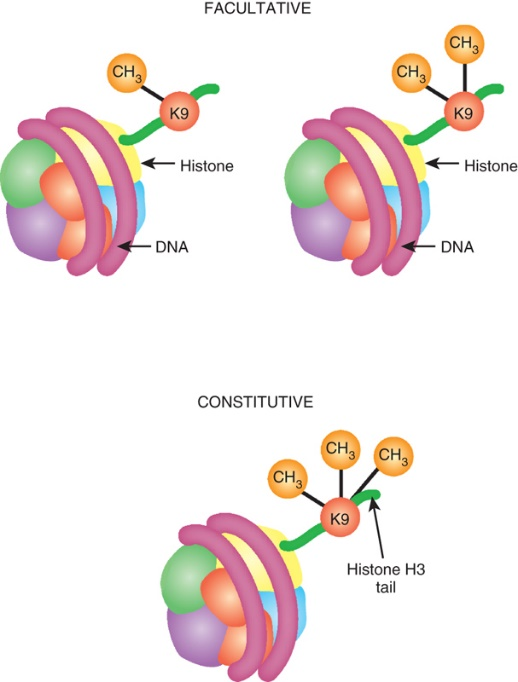 FACULTATIVE
CH3
K9
Histone
DNA
CH3
CH3
K9
Histone
DNA
CONSTITUTIVE
CH3
CH3
CH3
K9
Histone H3
tail